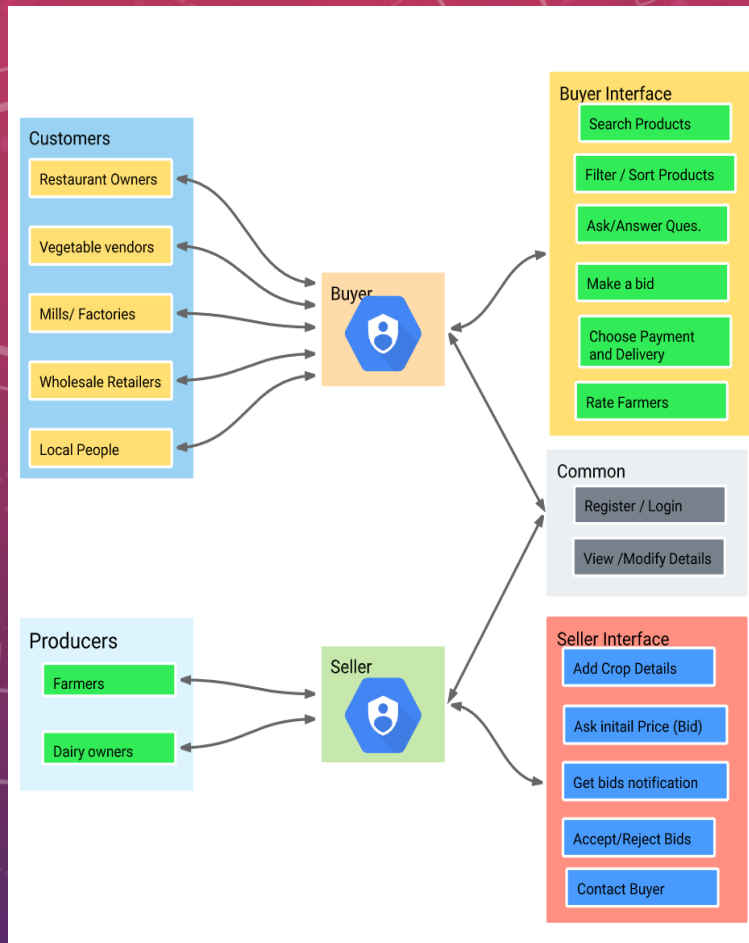 Customers
Restaurant Owners
Vegetable vendors
Mills/ Factories
Wholesale Retailers
Local People
Producers
Farmers
Dairy owners
Buyer
Seller
Buyer Interface
Search Products
Filter / Sort Products
Ask/Answer Ques.
Make a bid
Choose Payment
and Delivery
Rate Farmers
Common
Register / Login
View /Modify Details
Seller Interface
Add Crop Details
Ask initail Price (Bid)
Get bids notification
Accept/Reject Bids
Contact Buyer